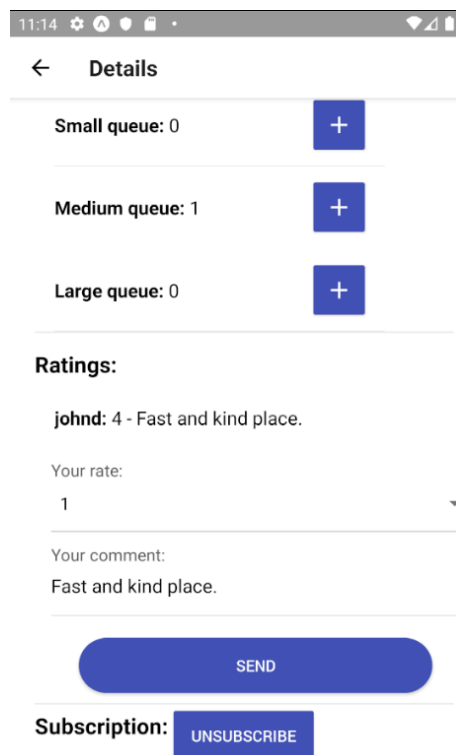 11:14
Details
Small queue: 0 +
Medium queue: 1 +
Large queue: 0 +
Ratings:
johnd: 4 - Fast and kind place.
Your rate:
1
Your comment:
Fast and kind place.
SEND
Subscription: UNSUBSCRIBE